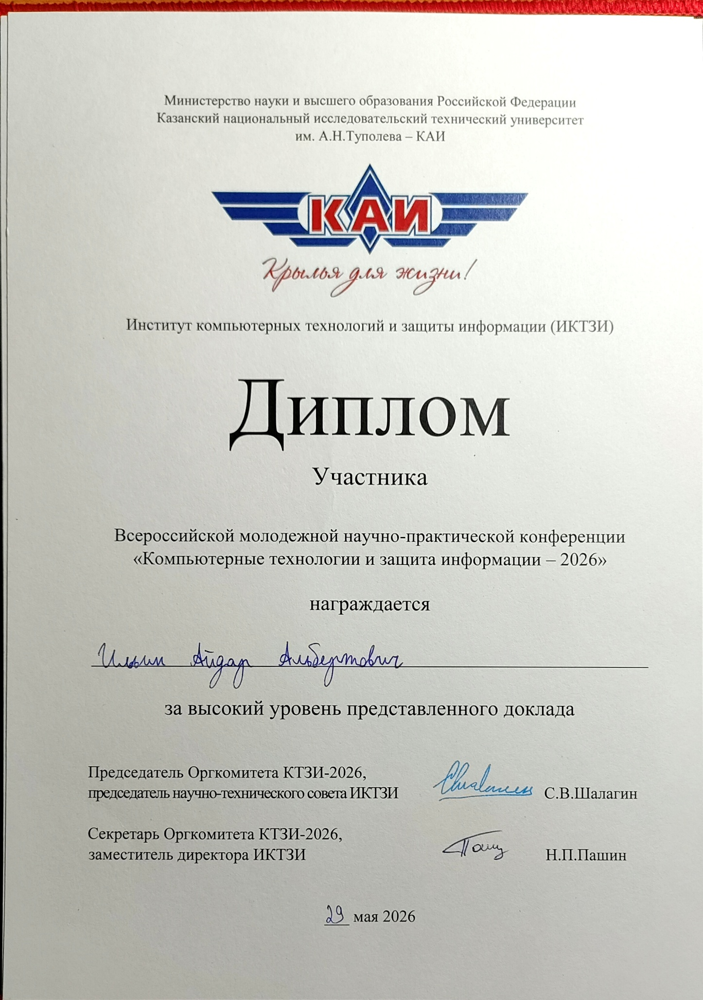 Министерство науки и высшего образования Российской Федерации
Казанский национальный исследовательский технический университет
им. А.Н.Туполева – КАИ
КАИ
Крылья для жизни!
Институт компьютерных технологий и защиты информации (ИКТЗИ)
Диплом
Участника
Всероссийской молодежной научно-практической конференции
«Компьютерные технологии и защита информации – 2026»
награждается
Ильин Айдар Альбертович
за высокий уровень представленного доклада
Председатель Оргкомитета КТЗИ-2026,
председатель научно-технического совета ИКТЗИ С.В.Шалагин
Секретарь Оргкомитета КТЗИ-2026,
заместитель директора ИКТЗИ Н.П.Пашин
29 мая 2026